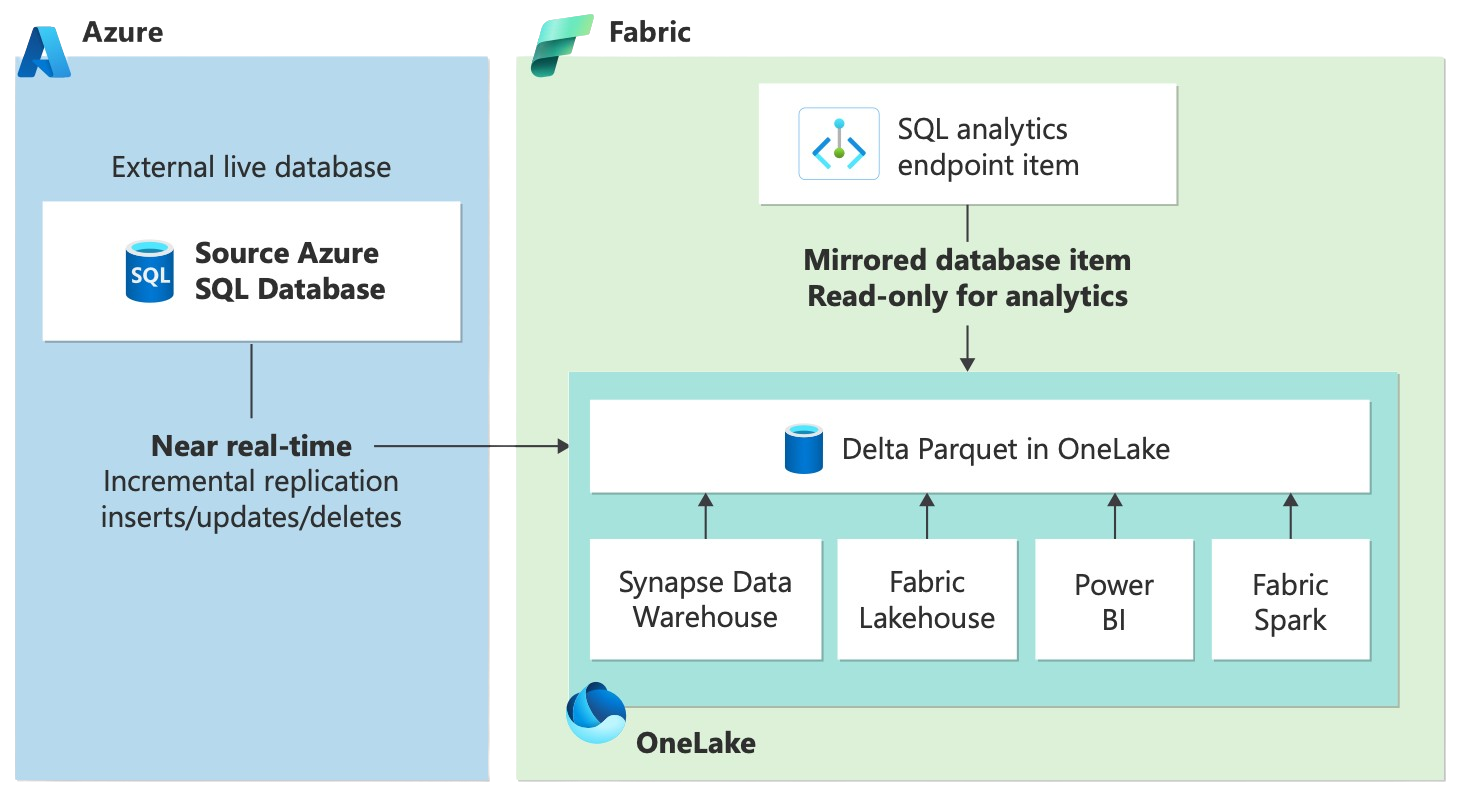 Azure
External live database
SQL
Source Azure
SQL Database
Near real-time
Incremental replication
inserts/updates/deletes
Fabric
SQL analytics
endpoint item
Mirrored database item
Read-only for analytics
Delta Parquet in OneLake
Synapse Data
Warehouse
Fabric
Lakehouse
Power
BI
Fabric
Spark
OneLake